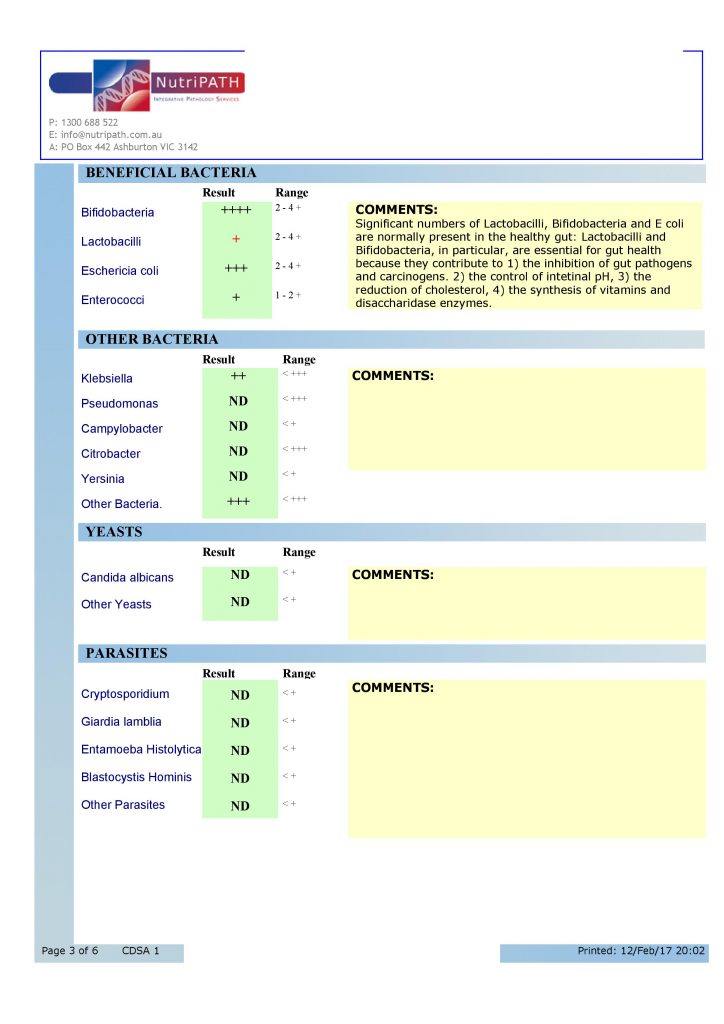 NutriPATH
INTEGRATIVE PATHOLOGY SERVICES
P: 1300 688 522
E: info@nutripath.com.au
A: PO Box 442 Ashburton VIC 3142
BENEFICIAL BACTERIA
Result Range
Bifidobacteria ++++ 2 - 4 +
Lactobacilli + 2 - 4 +
Eschericia coli +++ 2 - 4 +
Enterococci + 1 - 2 +
COMMENTS:
Significant numbers of Lactobacilli, Bifidobacteria and E coli
are normally present in the healthy gut: Lactobacilli and
Bifidobacteria, in particular, are essential for gut health
because they contribute to 1) the inhibition of gut pathogens
and carcinogens. 2) the control of intetinal pH, 3) the
reduction of cholesterol, 4) the synthesis of vitamins and
disaccharidase enzymes.
OTHER BACTERIA
Result Range
Klebsiella ++ < +++
Pseudomonas ND < +++
Campylobacter ND < +
Citrobacter ND < +++
Yersinia ND < +
Other Bacteria. +++ < +++
COMMENTS:
YEASTS
Result Range
Candida albicans ND < +
Other Yeasts ND < +
COMMENTS:
PARASITES
Result Range
Cryptosporidium ND < +
Giardia lamblia ND < +
Entamoeba Histolytica ND < +
Blastocystis Hominis ND < +
Other Parasites ND < +
COMMENTS:
Page 3 of 6 CDSA 1 Printed: 12/Feb/17 20:02